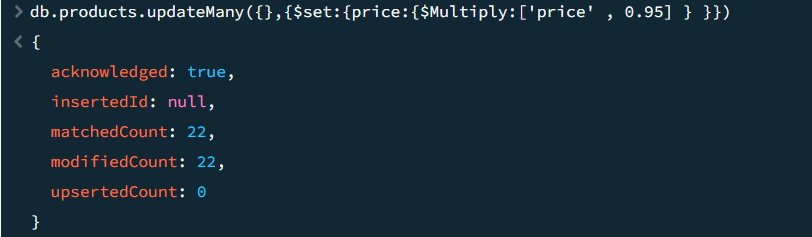 > db.products.updateMany({},{$set:{price:{$Multiply:['price' , 0.95] } }})
< {
acknowledged: true,
insertedId: null,
matchedCount: 22,
modifiedCount: 22,
upsertedCount: 0
}